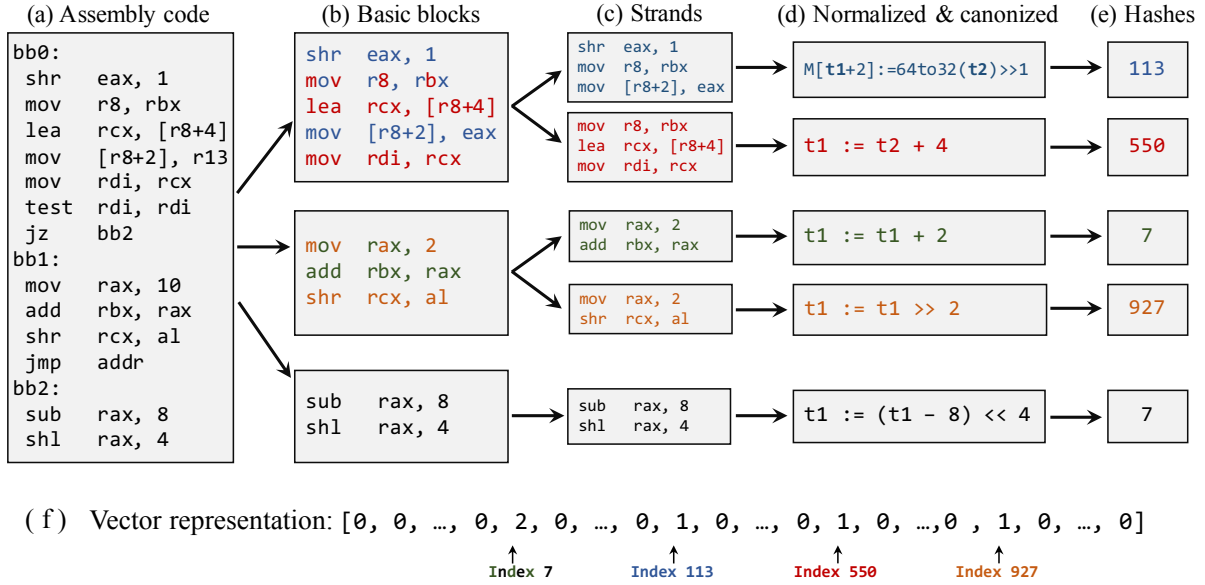 (a) Assembly code
bb0:
shr eax, 1
mov r8, rbx
lea rcx, [r8+4]
mov [r8+2], r13
mov rdi, rcx
test rdi, rdi
jz bb2
bb1:
mov rax, 10
add rbx, rax
shr rcx, al
jmp addr
bb2:
sub rax, 8
shl rax, 4
(b) Basic blocks
shr eax, 1
mov r8, rbx
lea rcx, [r8+4]
mov [r8+2], eax
mov rdi, rcx
mov rax, 2
add rbx, rax
shr rcx, al
sub rax, 8
shl rax, 4
(c) Strands
shr eax, 1
mov r8, rbx
mov [r8+2], eax
mov r8, rbx
lea rcx, [r8+4]
mov rdi, rcx
mov rax, 2
add rbx, rax
mov rax, 2
shr rcx, al
sub rax, 8
shl rax, 4
(d) Normalized & canonized
M[t1+2]:=64to32(t2)>>1
t1 := t2 + 4
t1 := t1 + 2
t1 := t1 >> 2
t1 := (t1 – 8) << 4
(e) Hashes
113
550
7
927
7
(f) Vector representation: [0, 0, …, 0, 2, 0, …, 0, 1, 0, …, 0, 1, 0, …,0 , 1, 0, …, 0]
Index 7
Index 113
Index 550
Index 927